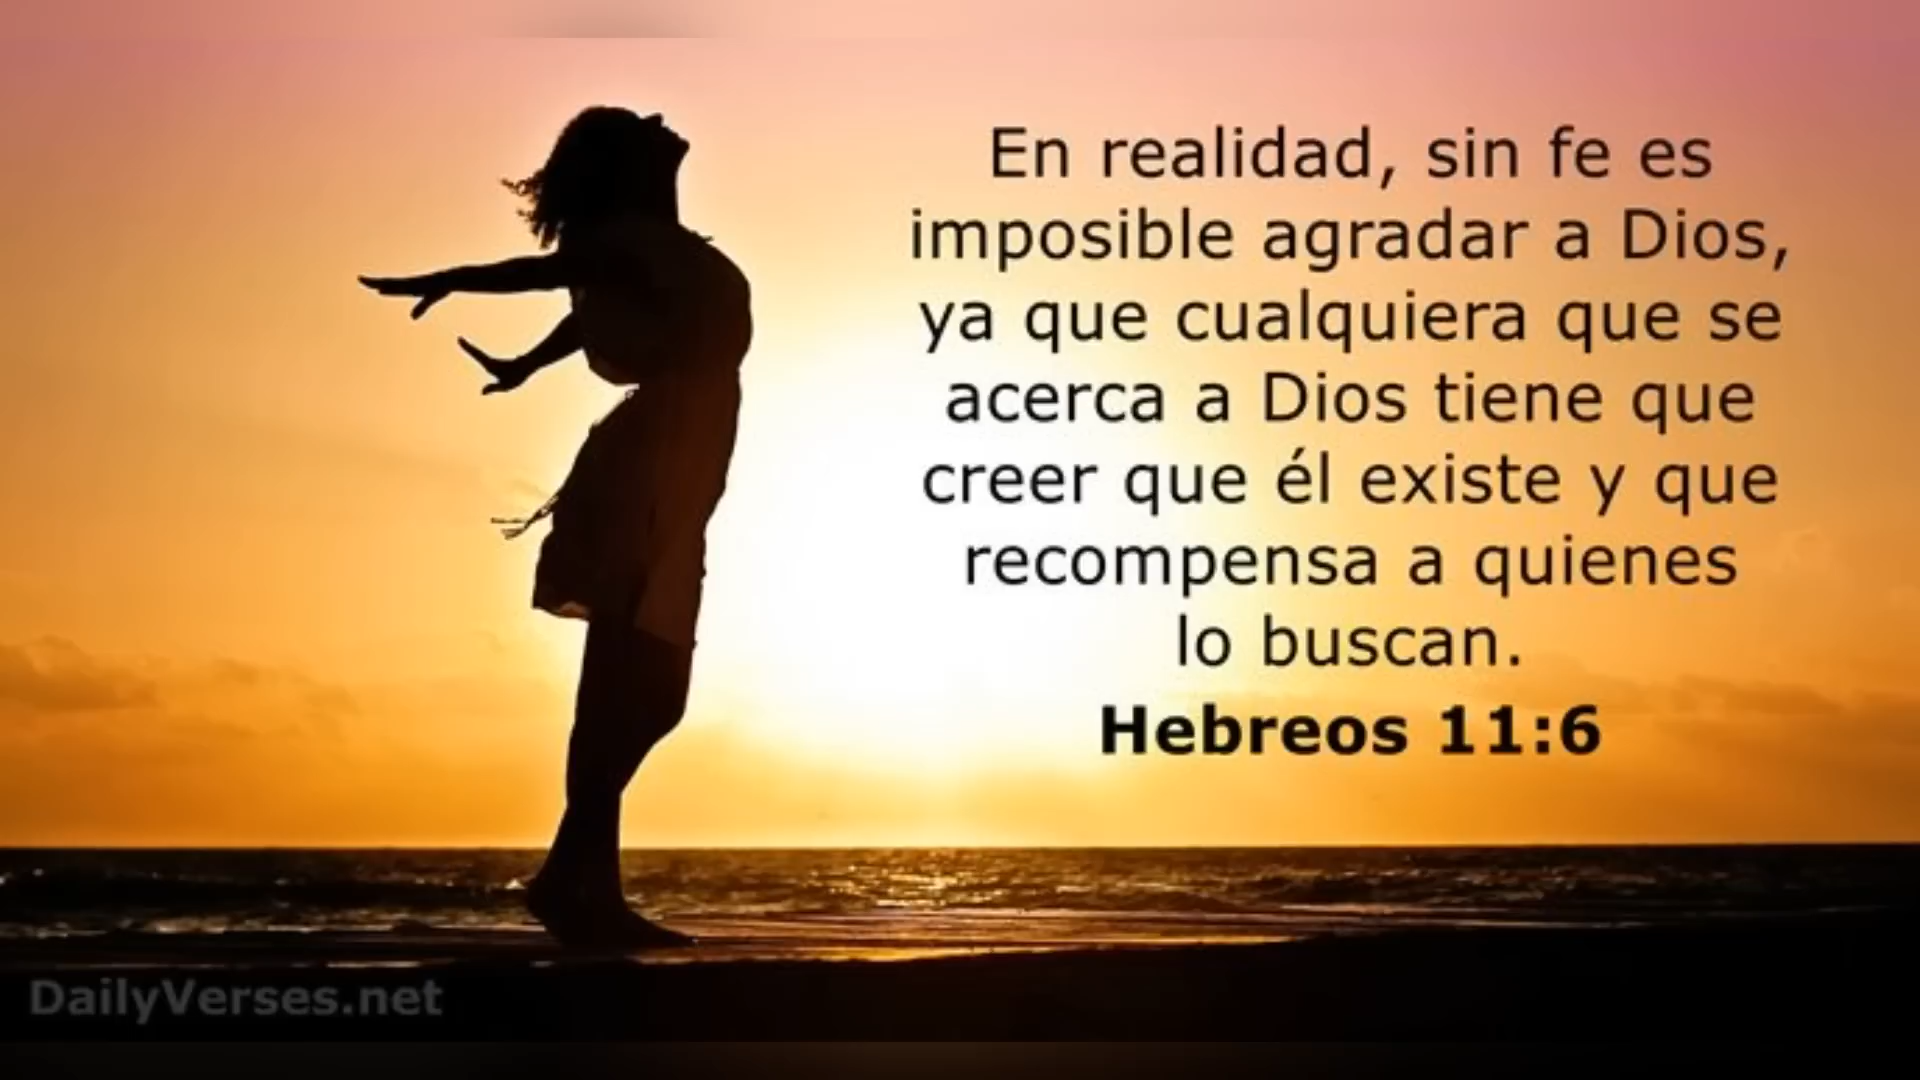 En realidad, sin fe es
imposible agradar a Dios,
ya que cualquiera que se
acerca a Dios tiene que
creer que él existe y que
recompensa a quienes
lo buscan.
Hebreos 11:6
DailyVerses.net